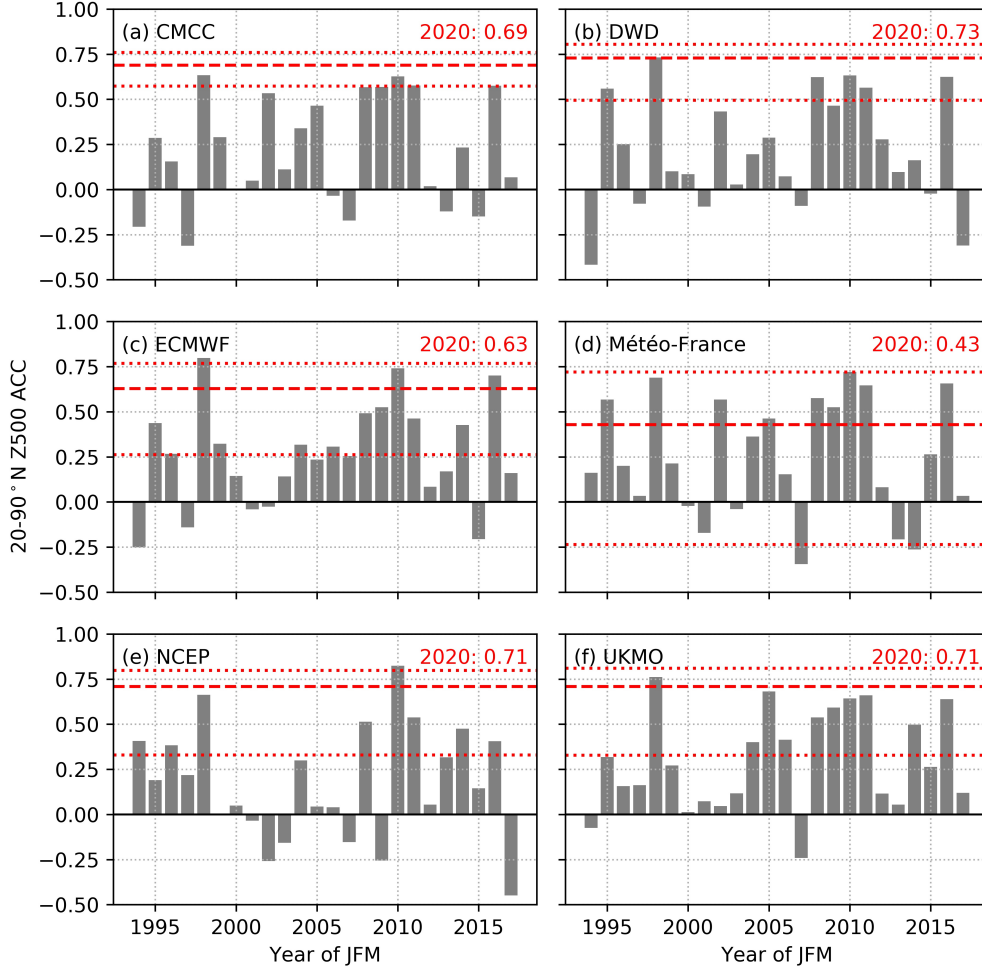 1.00
0.75
0.50
0.25
0.00
−0.25
−0.50
(a) CMCC
2020: 0.69
(b) DWD
2020: 0.73
1.00
0.75
0.50
0.25
0.00
−0.25
−0.50
(c) ECMWF
2020: 0.63
(d) Météo-France
2020: 0.43
20-90°N Z500 ACC
1.00
0.75
0.50
0.25
0.00
−0.25
−0.50
(e) NCEP
2020: 0.71
(f) UKMO
2020: 0.71
1995 2000 2005 2010 2015
Year of JFM
1995 2000 2005 2010 2015
Year of JFM